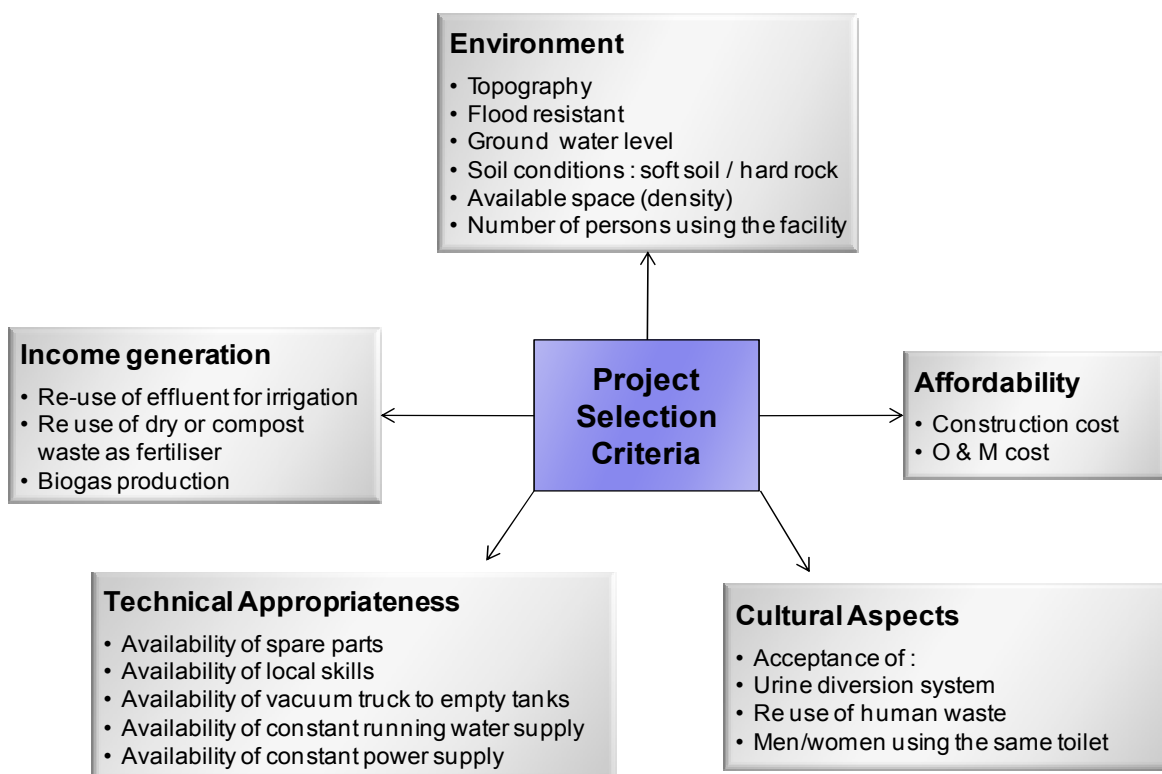 Environment
• Topography
• Flood resistant
• Ground water level
• Soil conditions : soft soil / hard rock
• Available space (density)
• Number of persons using the facility
Income generation
• Re-use of effluent for irrigation
• Re use of dry or compost
waste as fertiliser
• Biogas production
Project
Selection
Criteria
Affordability
• Construction cost
• O & M cost
Technical Appropriateness
• Availability of spare parts
• Availability of local skills
• Availability of vacuum truck to empty tanks
• Availability of constant running water supply
• Availability of constant power supply
Cultural Aspects
• Acceptance of :
• Urine diversion system
• Re use of human waste
• Men/women using the same toilet